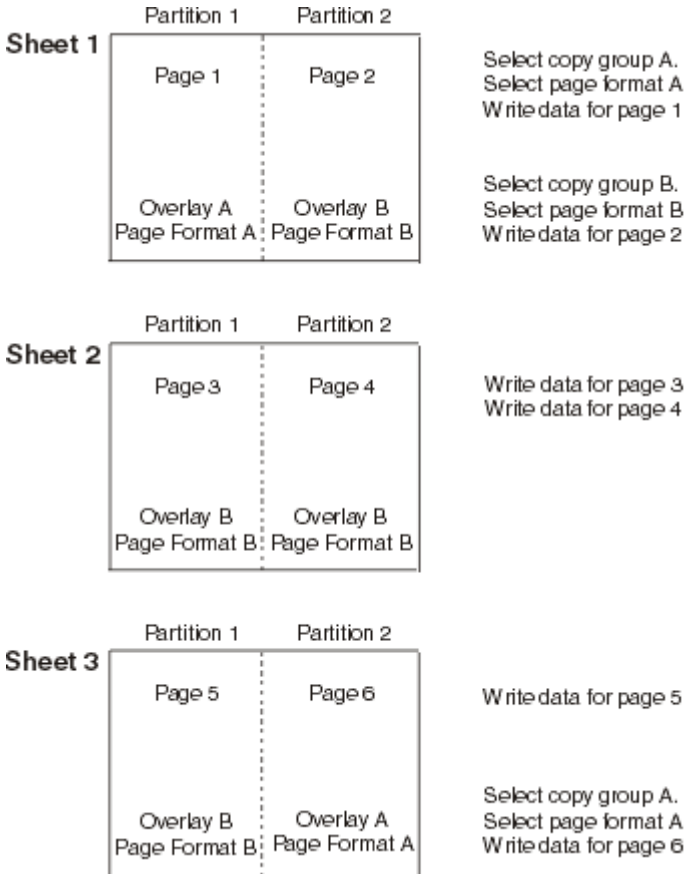 Partition 1 Partition 2
Sheet 1
Page 1 Page 2
Select copy group A.
Select page format A
Write data for page 1
Overlay A Overlay B
Page Format A Page Format B
Select copy group B.
Select page format B
Write data for page 2
Partition 1 Partition 2
Sheet 2
Page 3 Page 4
Write data for page 3
Write data for page 4
Overlay B Overlay B
Page Format B Page Format B
Partition 1 Partition 2
Sheet 3
Page 5 Page 6
Write data for page 5
Overlay B Overlay A
Page Format B Page Format A
Select copy group A.
Select page format A
Write data for page 6